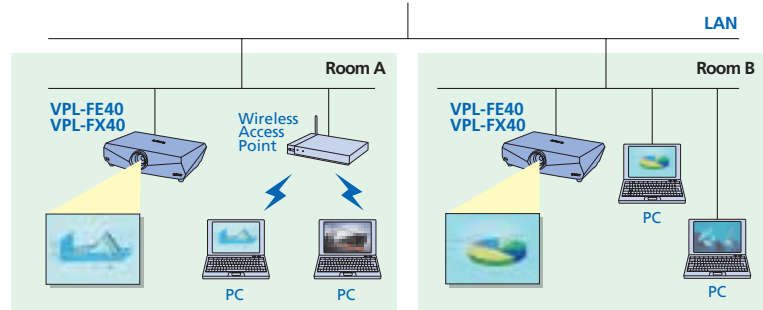 LAN
Room A
VPL-FE40
VPL-FX40
Wireless
Access
Point
PC
PC
Room B
VPL-FE40
VPL-FX40
PC
PC